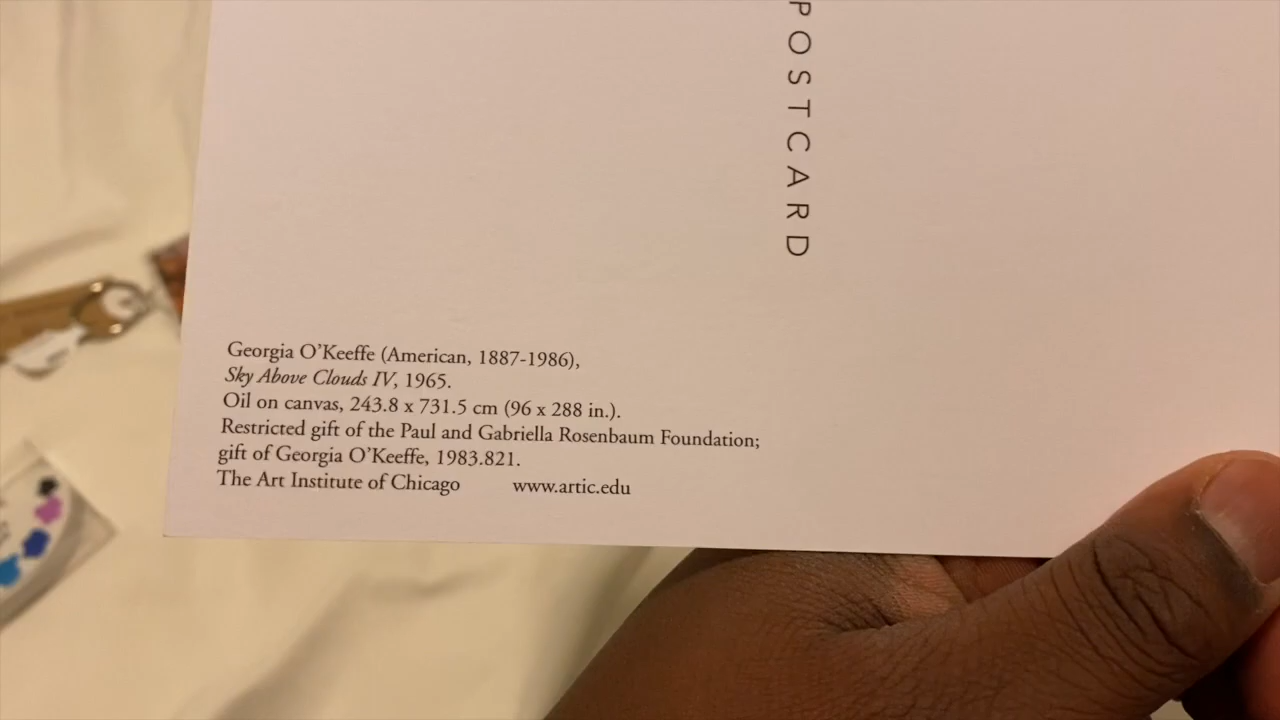 POSTCARD
Georgia O'Keeffe (American, 1887-1986),
Sky Above Clouds IV, 1965.
Oil on canvas, 243.8 x 731.5 cm (96 x 288 in.).
Restricted gift of the Paul and Gabriella Rosenbaum Foundation;
gift of Georgia O'Keeffe, 1983.821.
The Art Institute of Chicago www.artic.edu